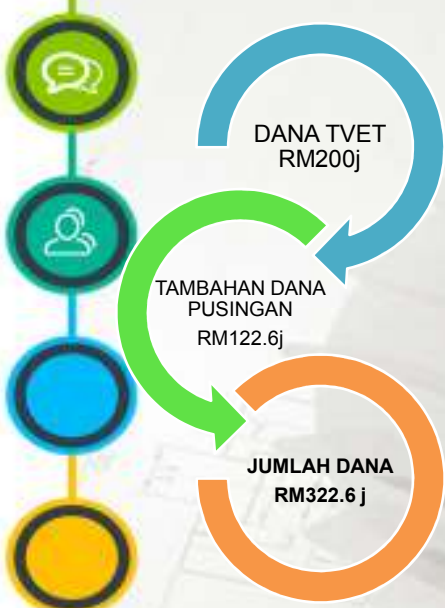 DANA TVET
RM200j
TAMBAHAN DANA
PUSINGAN
RM122.6j
JUMLAH DANA
RM322.6 j